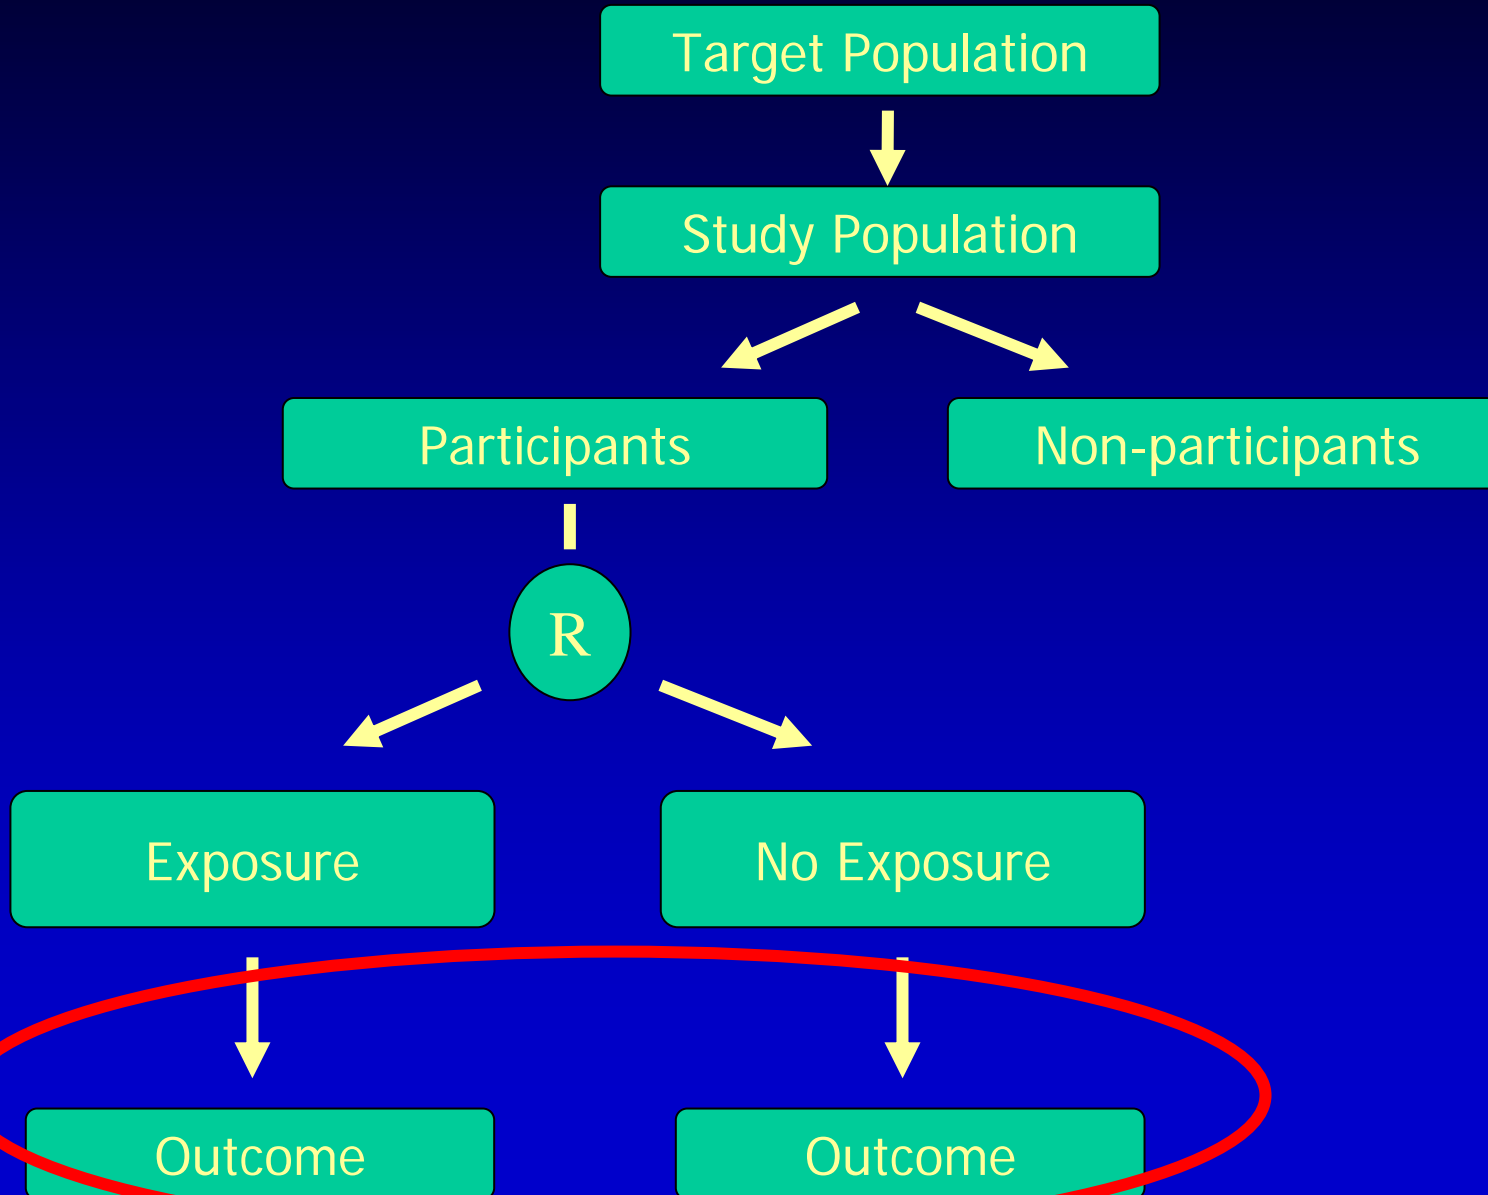 Target Population
Study Population
Participants
Non-participants
R
Exposure
No Exposure
Outcome
Outcome